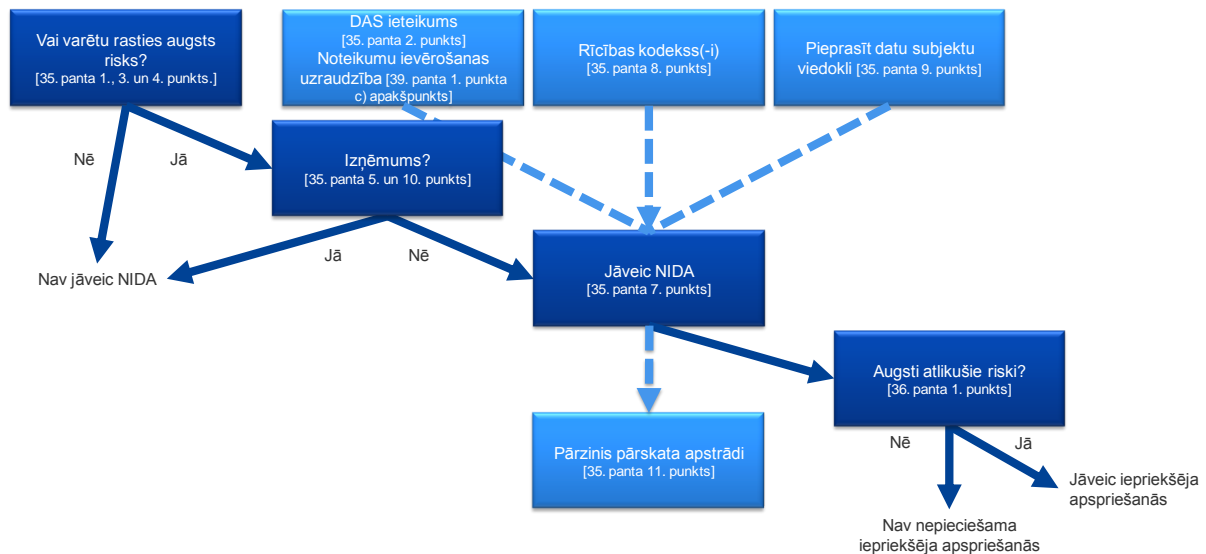 Vai varētu rasties augsts
risks?
[35. panta 1., 3. un 4. punkts.]
DAS ieteikums
[35. panta 2. punkts]
Noteikumu ievērošanas
uzraudzība [39. panta 1. punkta
c) apakšpunkts]
Rīcības kodekss(-i)
[35. panta 8. punkts]
Pieprasīt datu subjektu
viedokli [35. panta 9. punkts]
Nē
Jā
Izņēmums?
[35. panta 5. un 10. punkts]
Jā
Nē
Nav jāveic NIDA
Jāveic NIDA
[35. panta 7. punkts]
Augsti atlikušie riski?
[36. panta 1. punkts]
Pārzinis pārskata apstrādi
[35. panta 11. punkts]
Nē
Jā
Jāveic iepriekšēja
apspriešanās
Nav nepieciešama
iepriekšēja apspriešanās